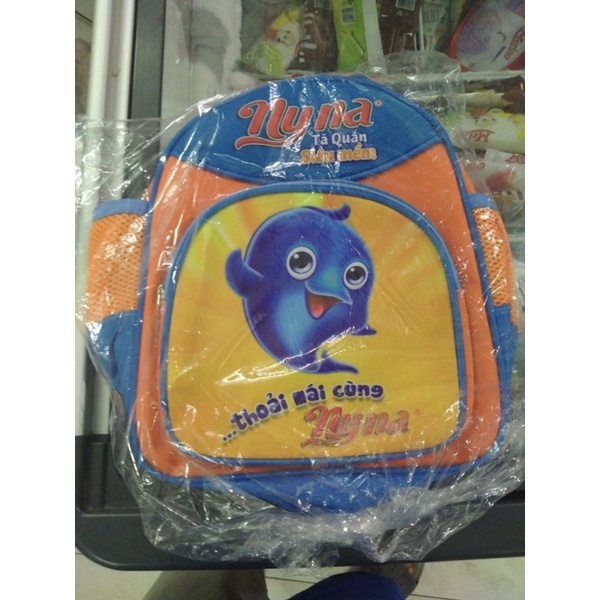 Nyna®
Tã Quần
Siêu mềm
...thoải mái cùng
Nyna®